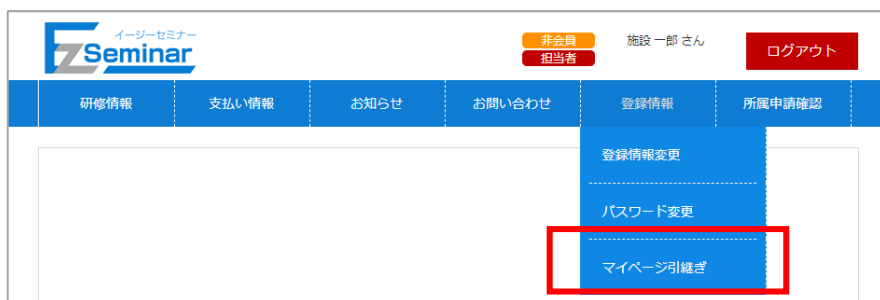 イージーセミナー
EZSeminar
非会員
担当者
施設 一郎 さん
ログアウト
研修情報 支払い情報 お知らせ お問い合わせ 登録情報 所属申請確認
登録情報変更
パスワード変更
マイページ引継ぎ